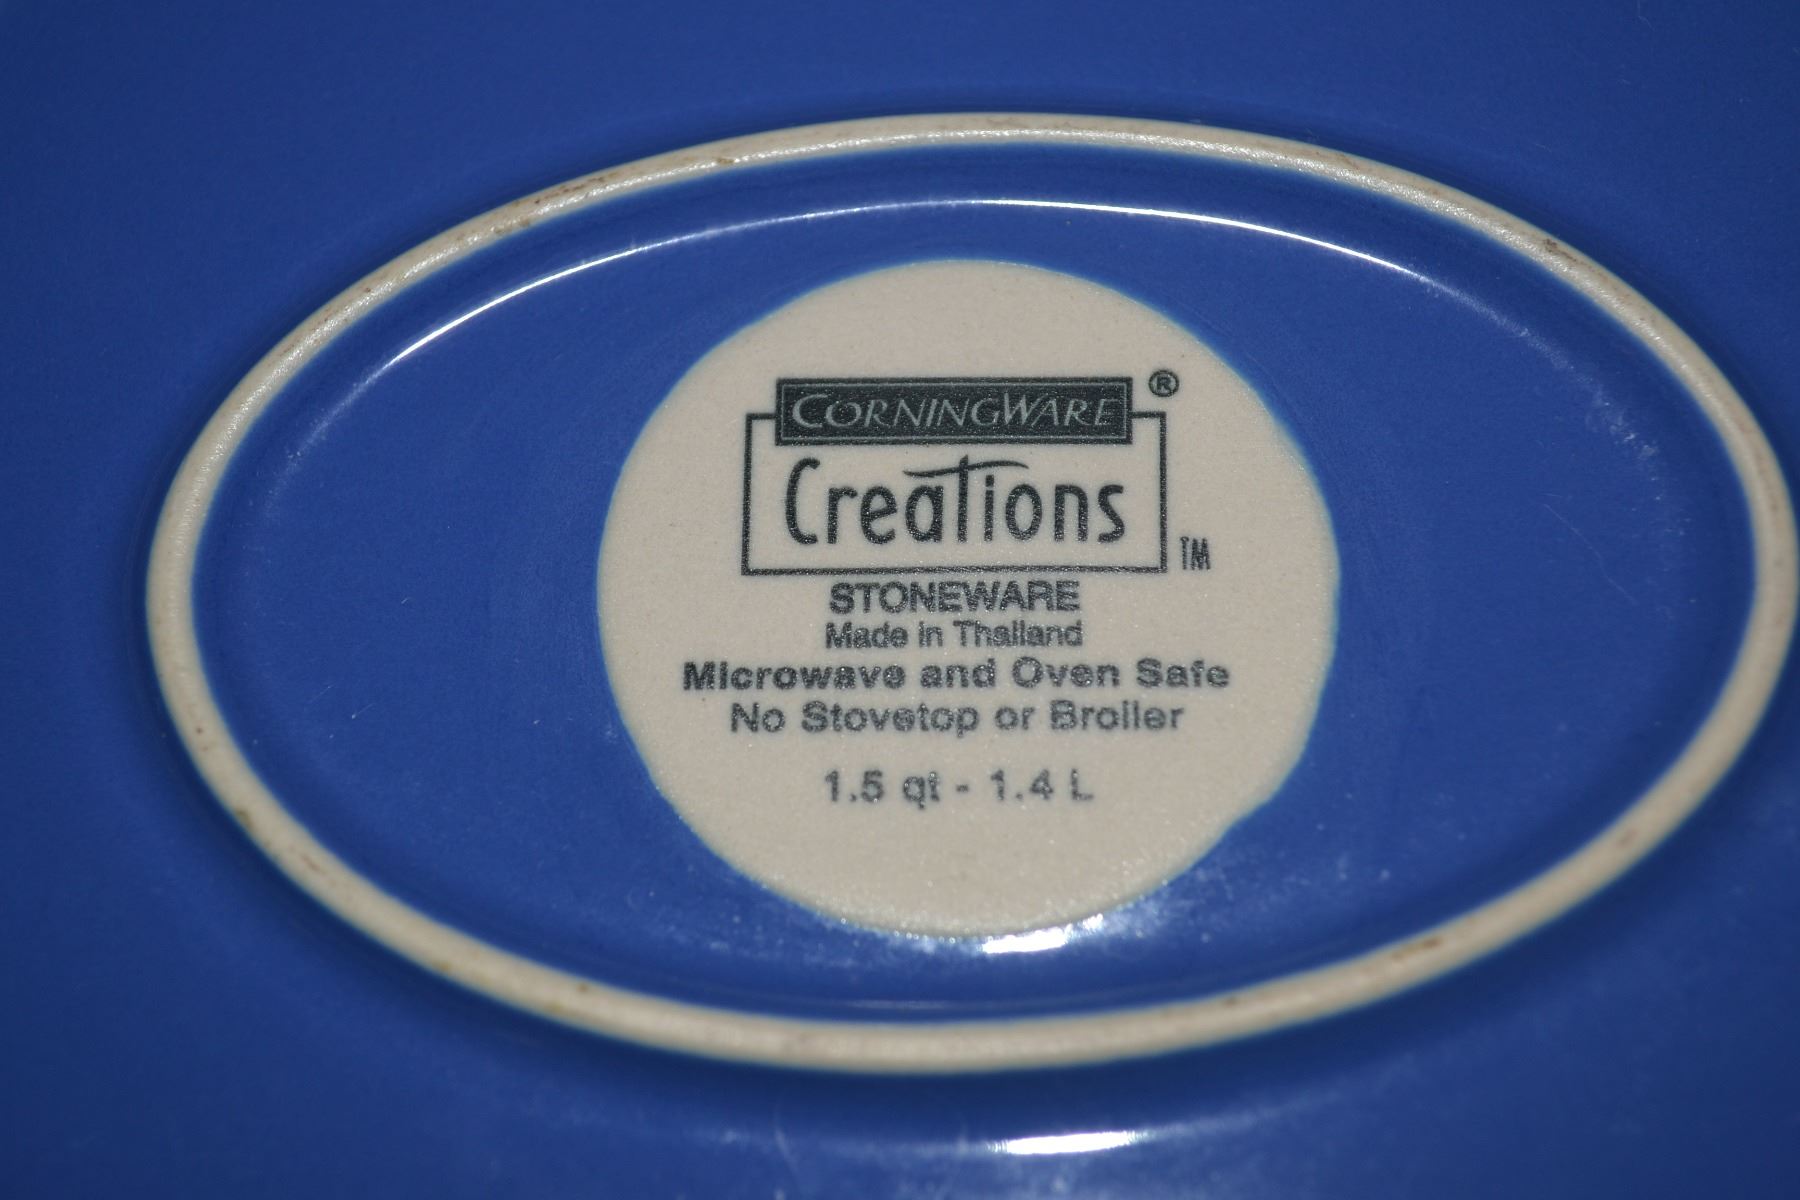 CORNINGWARE ®
Creations ™
STONEWARE
Made in Thailand
Microwave and Oven Safe
No Stovetop or Broiler
1.5 qt - 1.4 L